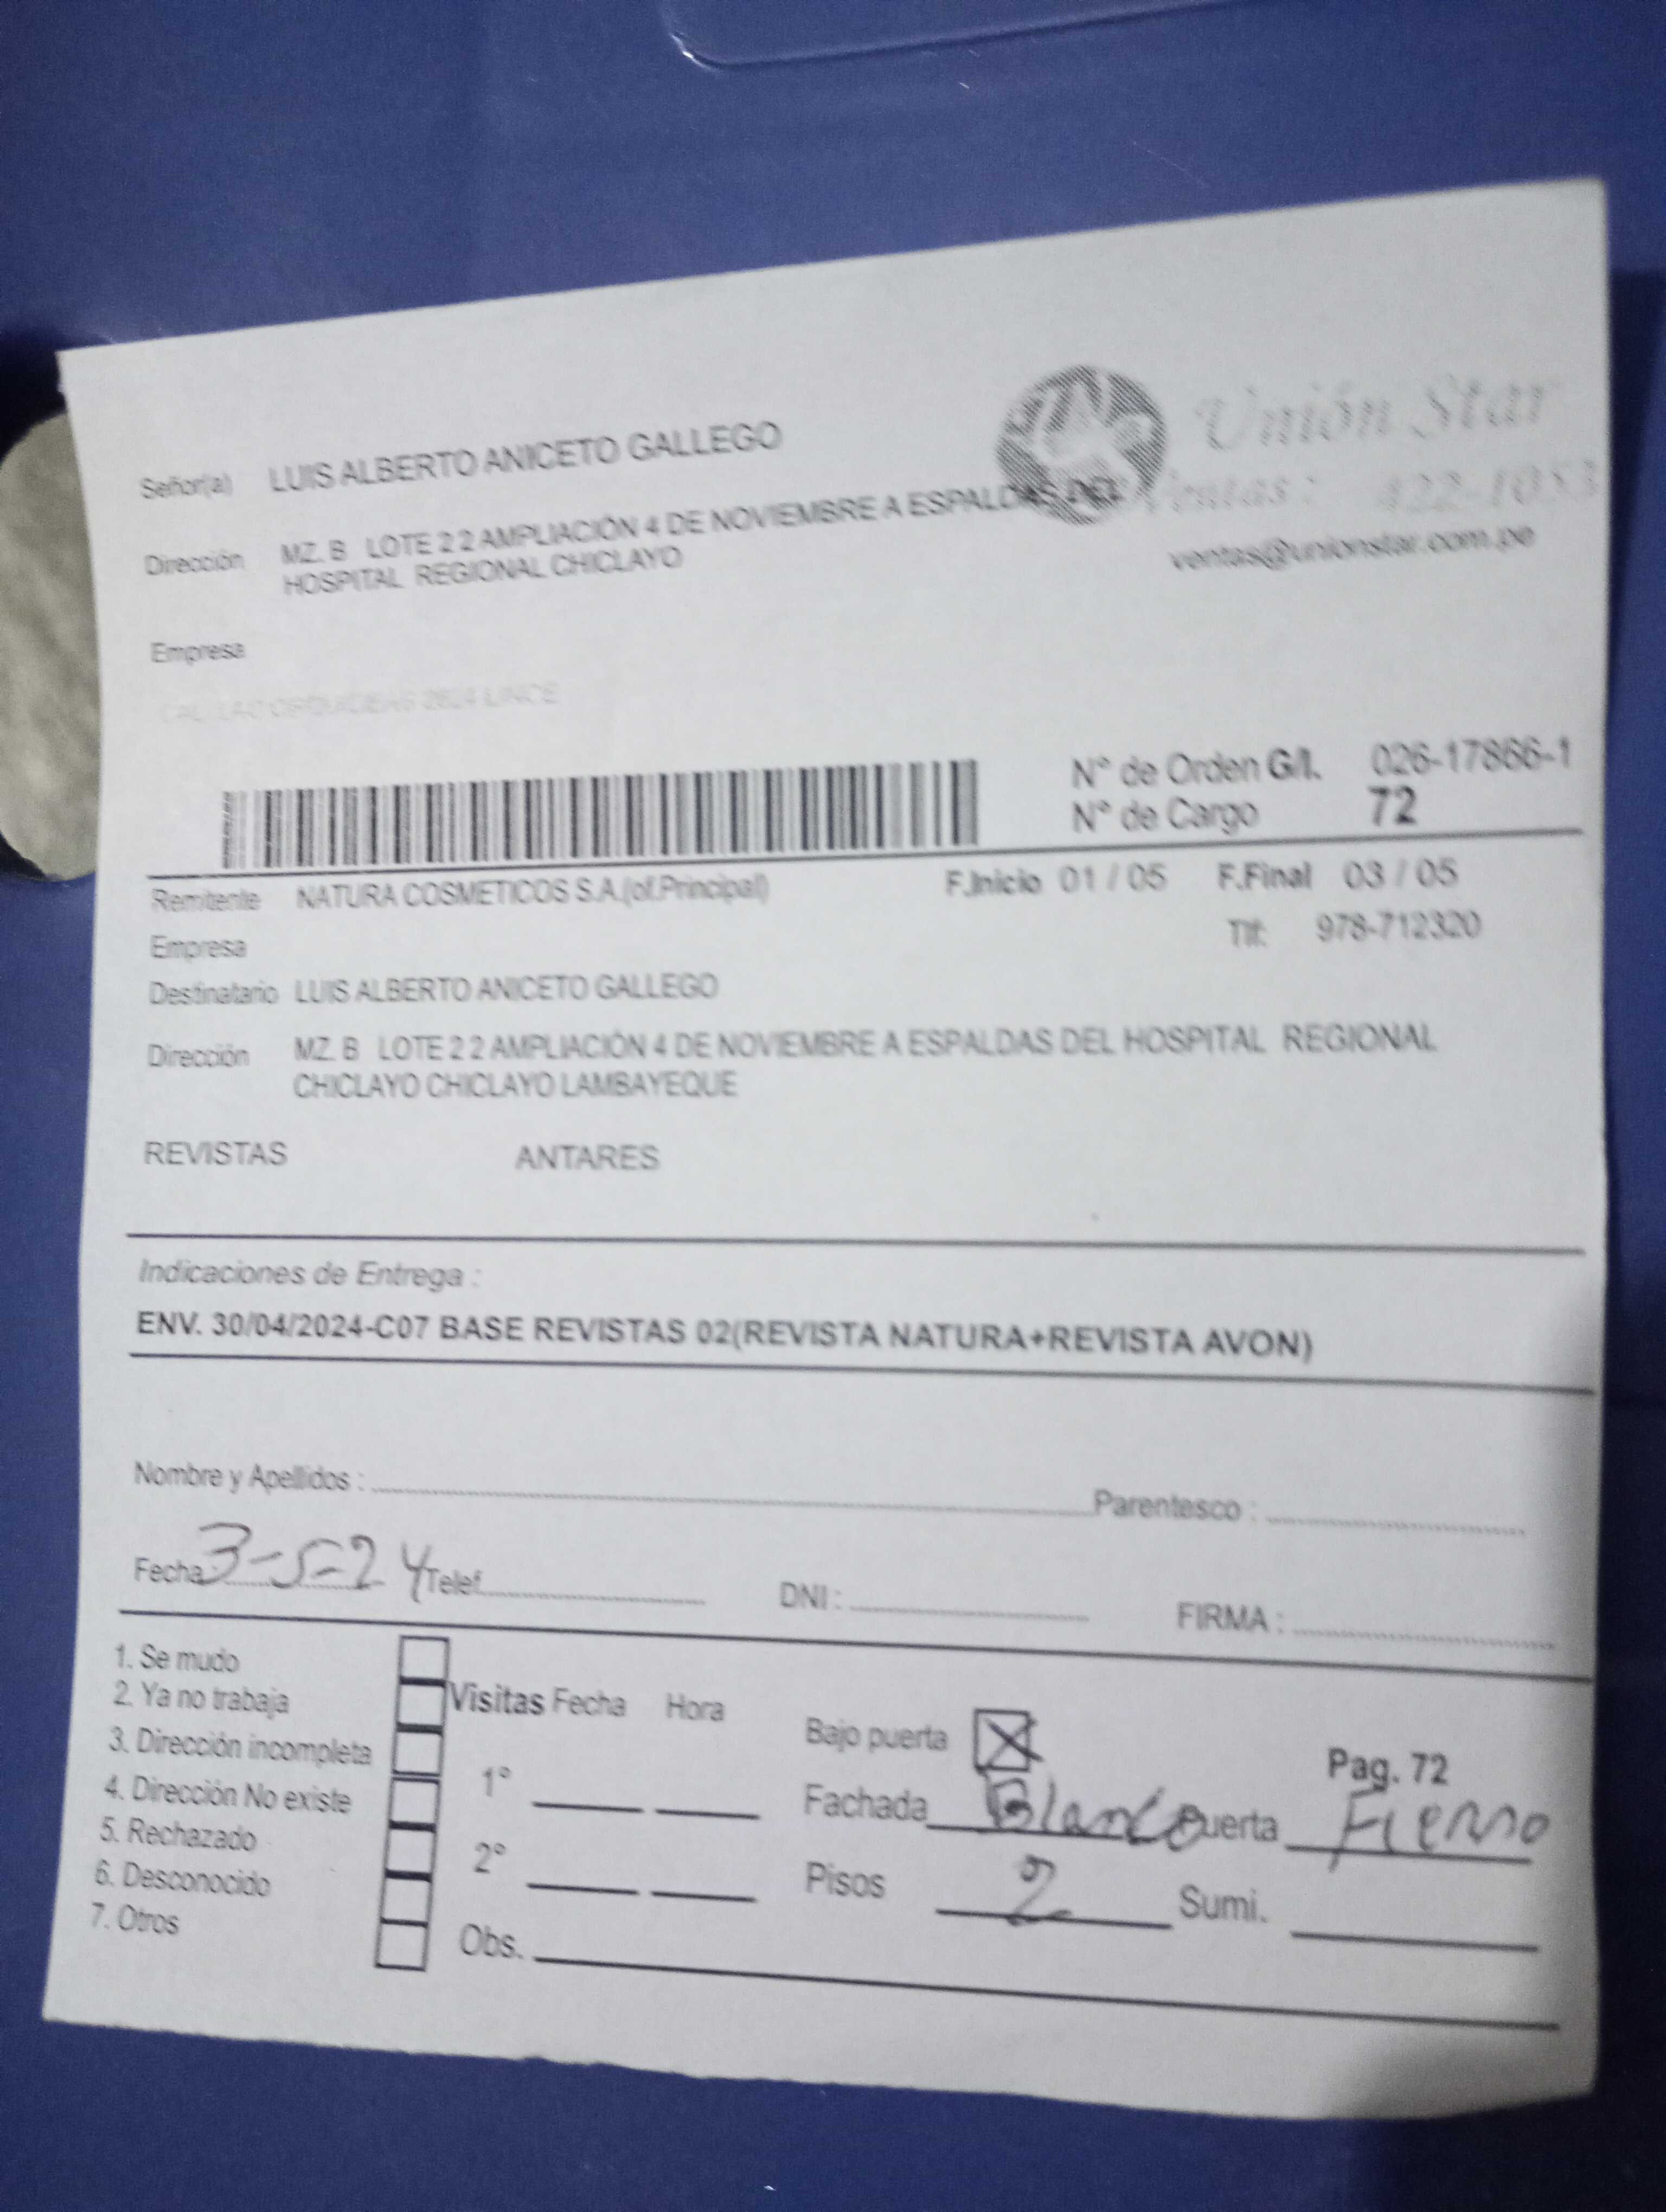 Unión Star
Señor(a) LUIS ALBERTO ANICETO GALLEGO
Ventas : 422-1053
Dirección MZ. B LOTE 2 2 AMPLIACIÓN 4 DE NOVIEMBRE A ESPALDAS DEL
HOSPITAL REGIONAL CHICLAYO
ventas@unionstar.com.pe
Empresa
LINCE
N° de Orden G/I. 026-17866-1
N° de Cargo 72
Remitente NATURA COSMETICOS S.A.(of.Principal) F.Inicio 01 / 05 F.Final 03 / 05
Empresa Tlf: 978-712320
Destinatario LUIS ALBERTO ANICETO GALLEGO
Dirección MZ. B LOTE 2 2 AMPLIACIÓN 4 DE NOVIEMBRE A ESPALDAS DEL HOSPITAL REGIONAL
CHICLAYO CHICLAYO LAMBAYEQUE
REVISTAS ANTARES
Indicaciones de Entrega :
ENV. 30/04/2024-C07 BASE REVISTAS 02(REVISTA NATURA+REVISTA AVON)
Nombre y Apellidos : Parentesco :
Fecha 3-5-24 Telef. DNI : FIRMA :
1. Se mudo
2. Ya no trabaja
3. Dirección incompleta
4. Dirección No existe
5. Rechazado
6. Desconocido
7. Otros
Visitas Fecha Hora
1°
2°
Obs.
Bajo puerta X Pag. 72
Fachada Blanco Puerta Fierro
Pisos 2 Sumi.